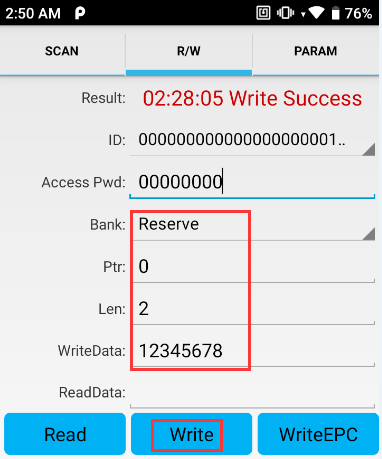 2:50 AM 76%
SCAN R/W PARAM
Result: 02:28:05 Write Success
ID: 000000000000000000001..
Access Pwd: 00000000
Bank: Reserve
Ptr: 0
Len: 2
WriteData: 12345678
ReadData:
Read Write WriteEPC